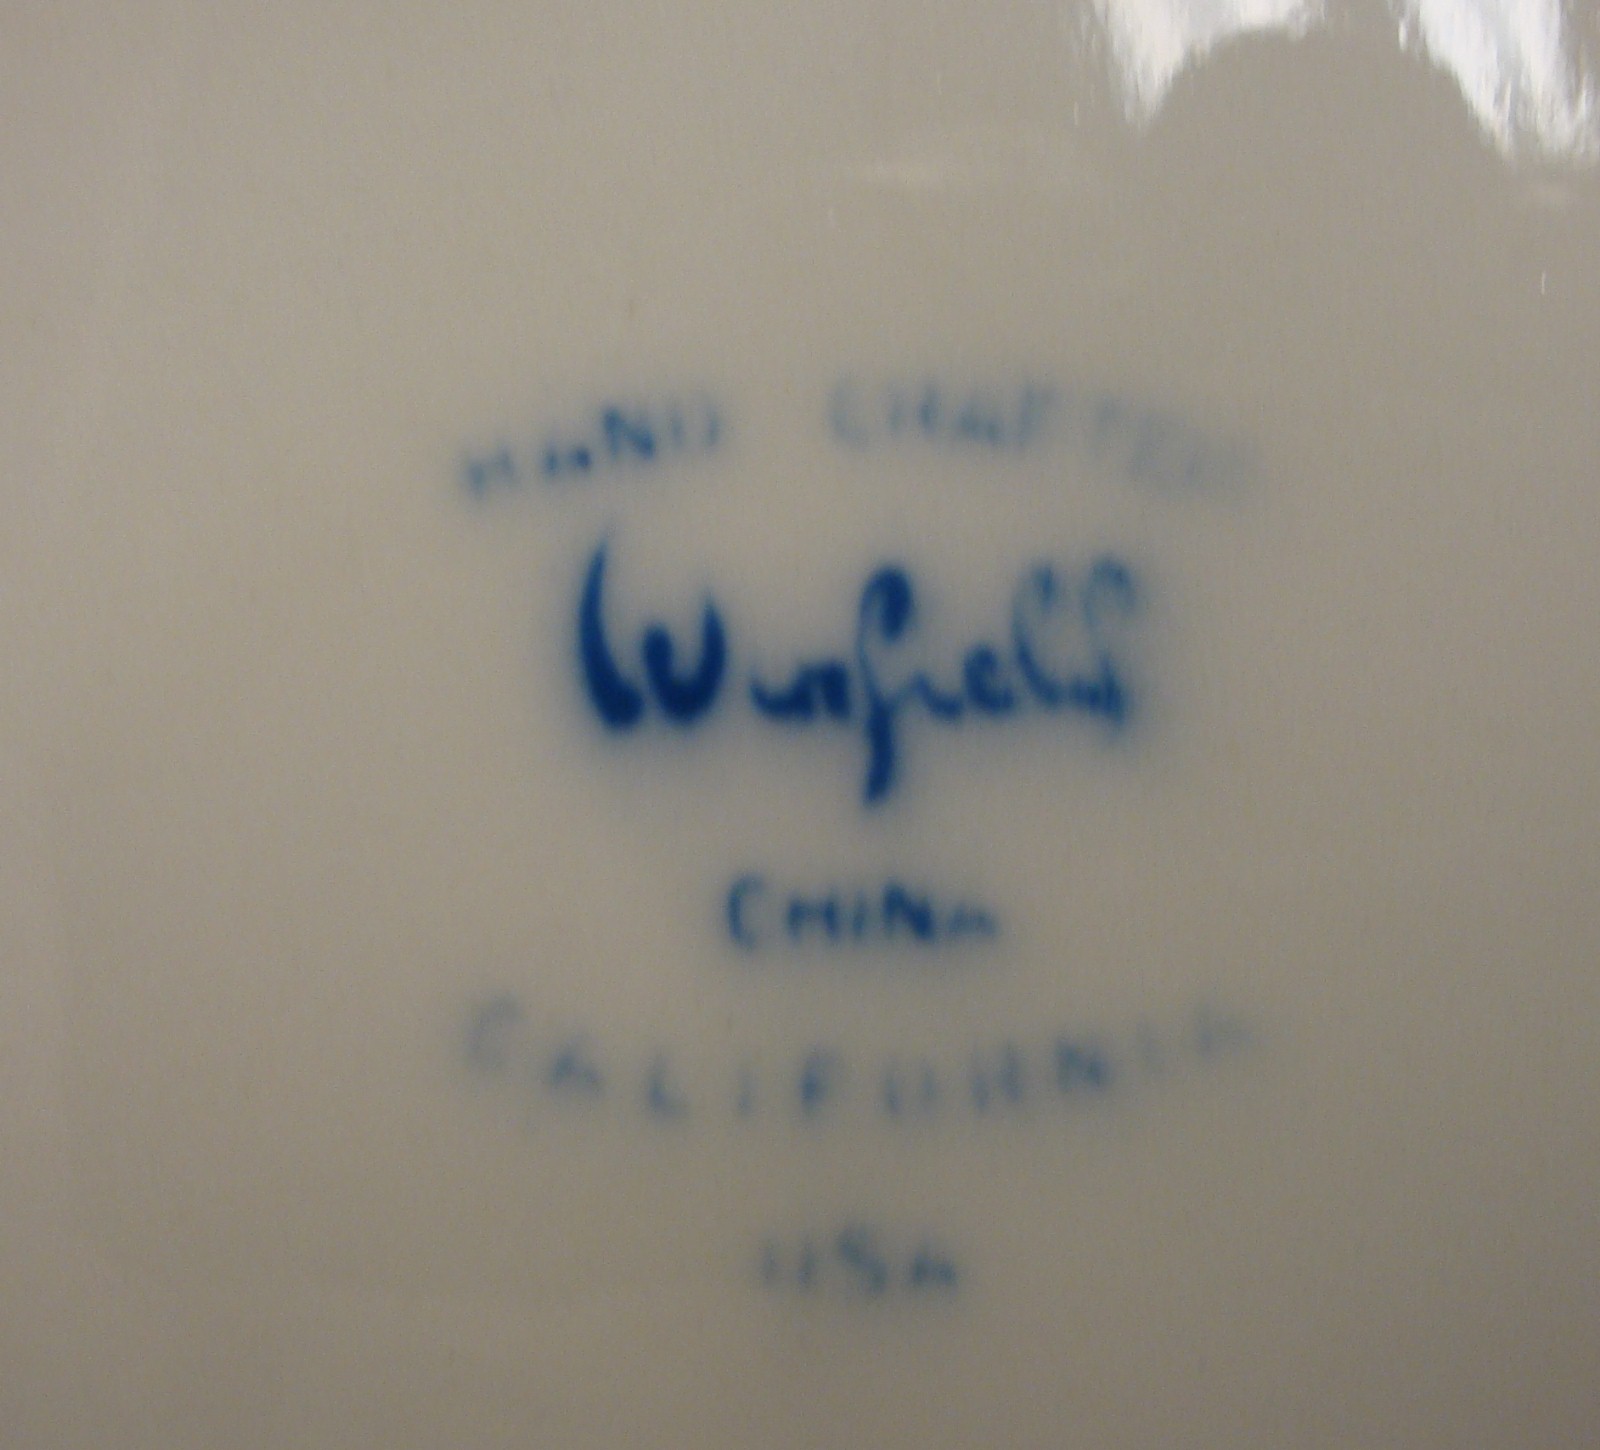 HAND CRAFTED
Winfield
CHINA
CALIFORNIA
USA